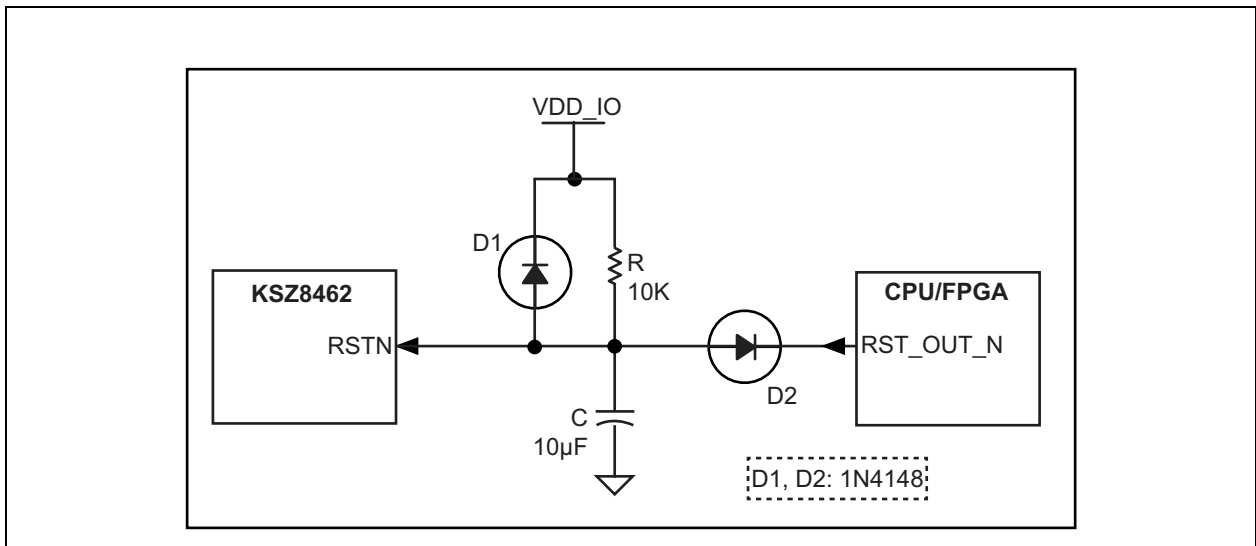 VDD_IO
D1
R
10K
KSZ8462
CPU/FPGA
RSTN
RST_OUT_N
D2
C
10µF
D1, D2: 1N4148